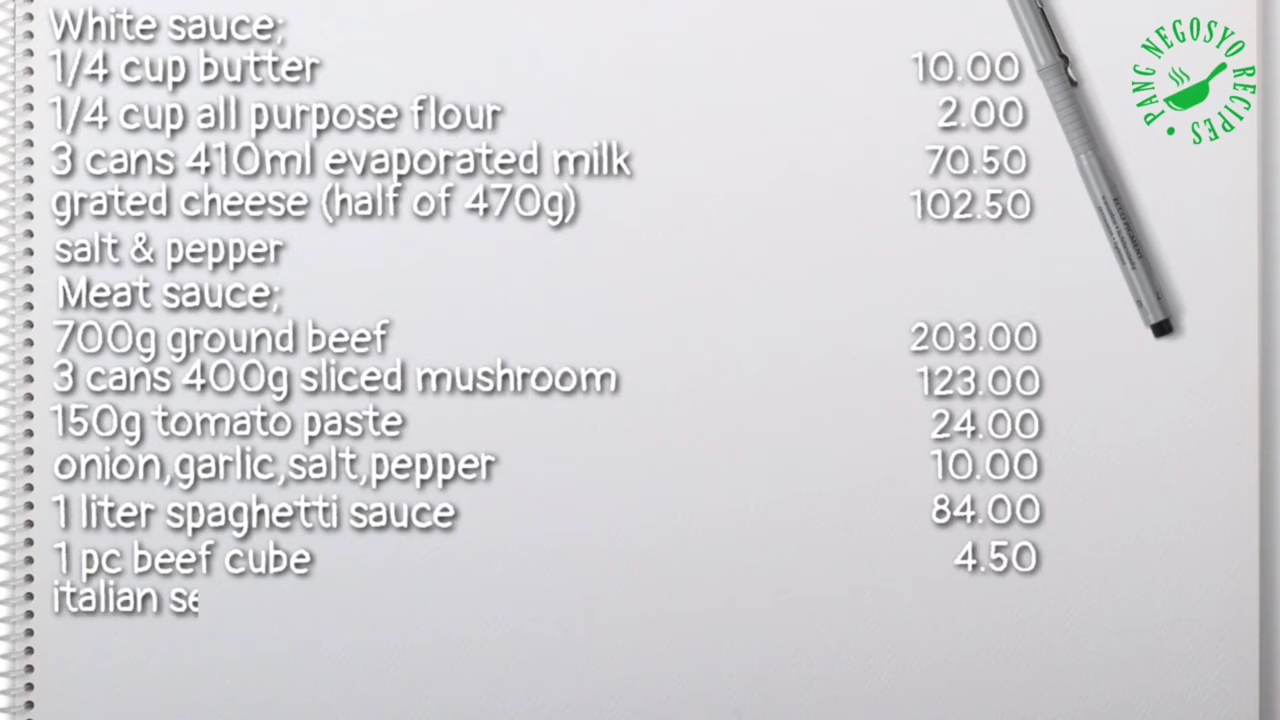 White sauce;
1/4 cup butter 10.00
1/4 cup all purpose flour 2.00
3 cans 410ml evaporated milk 70.50
grated cheese (half of 470g) 102.50
salt & pepper
Meat sauce;
700g ground beef 203.00
3 cans 400g sliced mushroom 123.00
150g tomato paste 24.00
onion,garlic,salt,pepper 10.00
1 liter spaghetti sauce 84.00
1 pc beef cube 4.50
italian se
PANG NEGOSYO RECIPES •